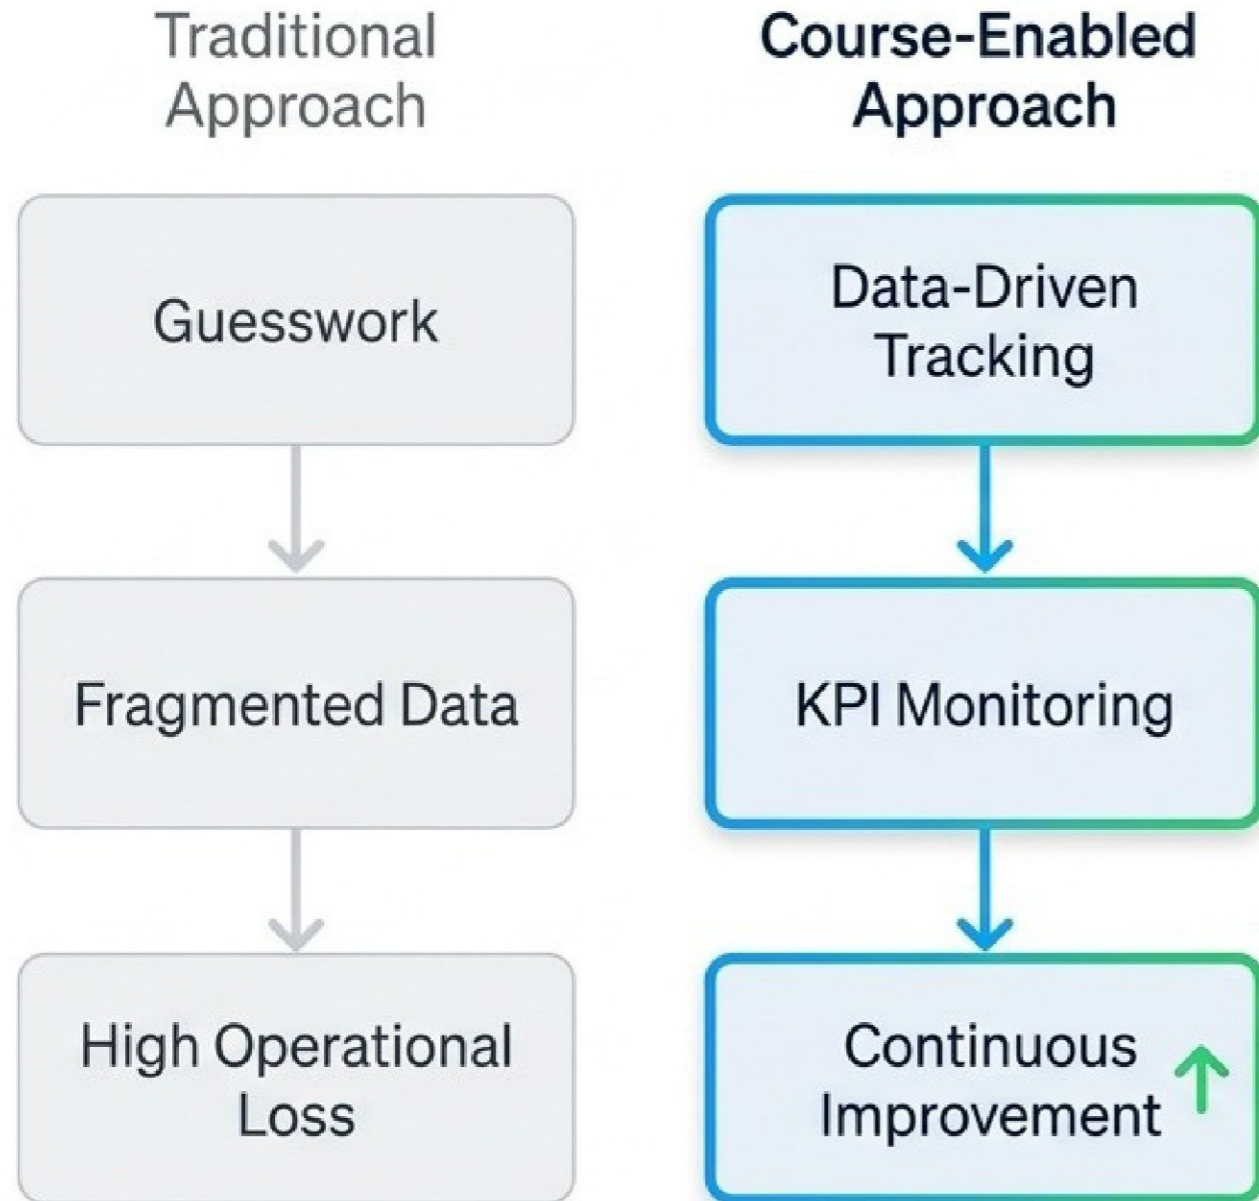 Traditional
Approach
Guesswork
Fragmented Data
High Operational
Loss
Course-Enabled
Approach
Data-Driven
Tracking
KPI Monitoring
Continuous
Improvement